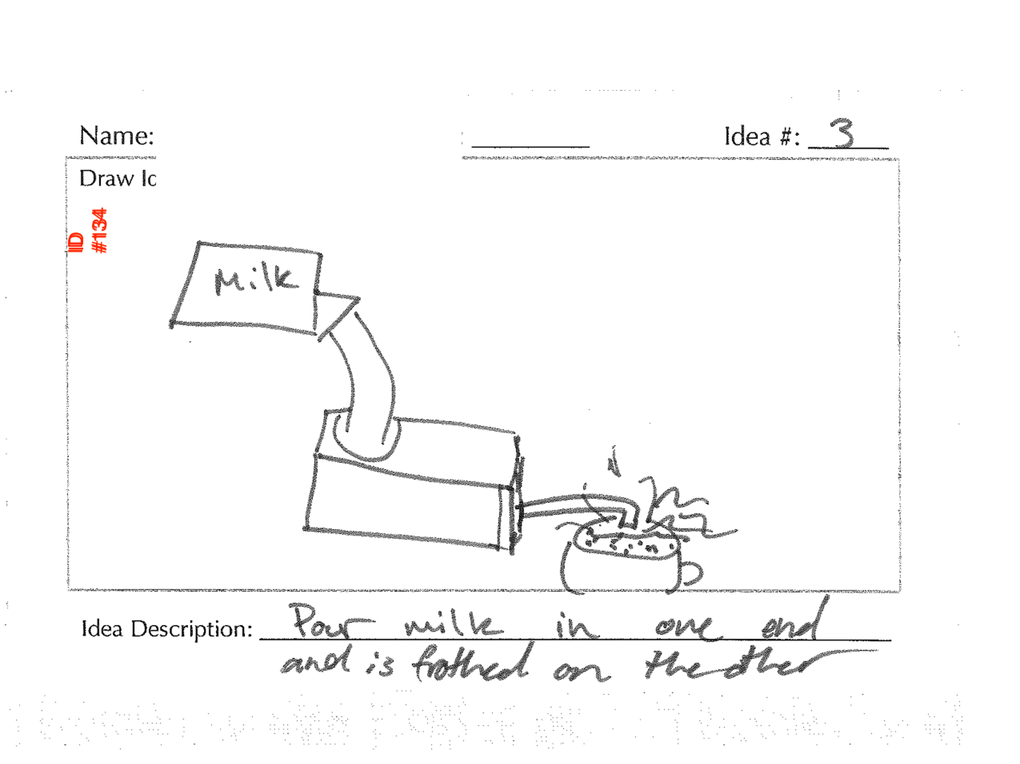 Name:
Idea #: 3
Draw Id
ID
#134
Milk
Idea Description: Pour milk in one end
and is frothed on the other